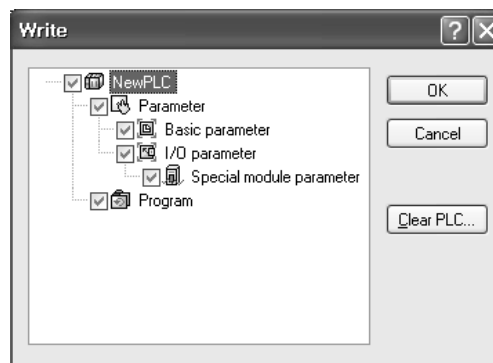 Write
NewPLC
Parameter
Basic parameter
I/O parameter
Special module parameter
Program
OK
Cancel
Clear PLC...